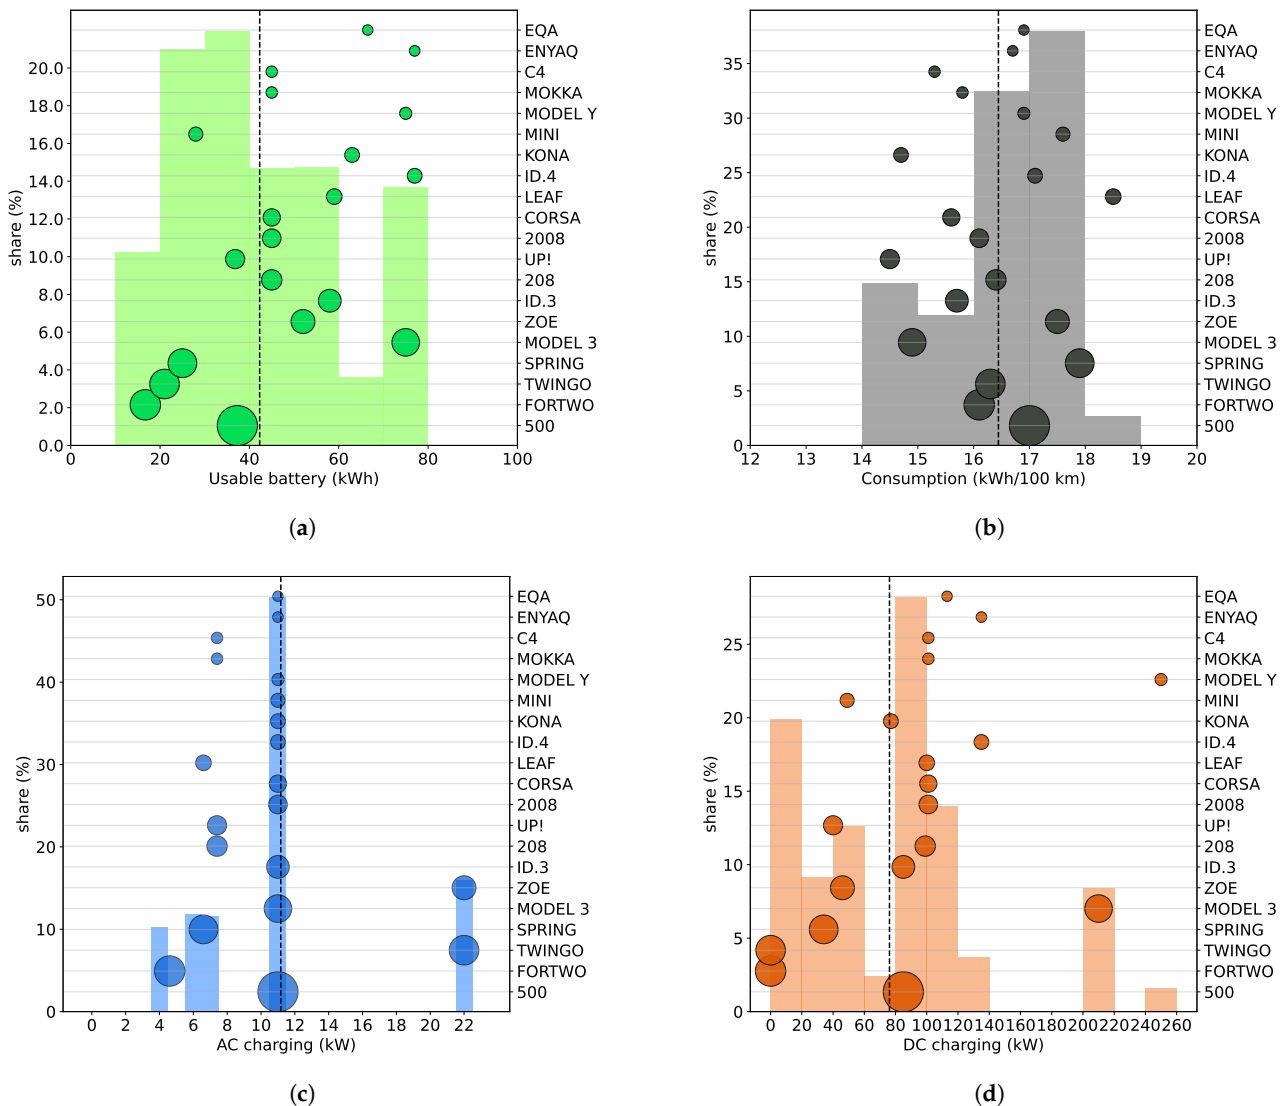 20.0
18.0
16.0
14.0
12.0
10.0
8.0
6.0
4.0
2.0
0.0
share (%)
0 20 40 60 80 100
Usable battery (kWh)
EQA
ENYAQ
C4
MOKKA
MODEL Y
MINI
KONA
ID.4
LEAF
CORSA
2008
UP!
208
ID.3
ZOE
MODEL 3
SPRING
TWINGO
FORTWO
500
(a)
35
30
25
20
15
10
5
0
share (%)
12 13 14 15 16 17 18 19 20
Consumption (kWh/100 km)
EQA
ENYAQ
C4
MOKKA
MODEL Y
MINI
KONA
ID.4
LEAF
CORSA
2008
UP!
208
ID.3
ZOE
MODEL 3
SPRING
TWINGO
FORTWO
500
(b)
50
40
30
20
10
0
share (%)
0 2 4 6 8 10 12 14 16 18 20 22
AC charging (kW)
EQA
ENYAQ
C4
MOKKA
MODEL Y
MINI
KONA
ID.4
LEAF
CORSA
2008
UP!
208
ID.3
ZOE
MODEL 3
SPRING
TWINGO
FORTWO
500
(c)
25
20
15
10
5
0
share (%)
0 20 40 60 80 100 120 140 160 180 200 220 240 260
DC charging (kW)
EQA
ENYAQ
C4
MOKKA
MODEL Y
MINI
KONA
ID.4
LEAF
CORSA
2008
UP!
208
ID.3
ZOE
MODEL 3
SPRING
TWINGO
FORTWO
500
(d)